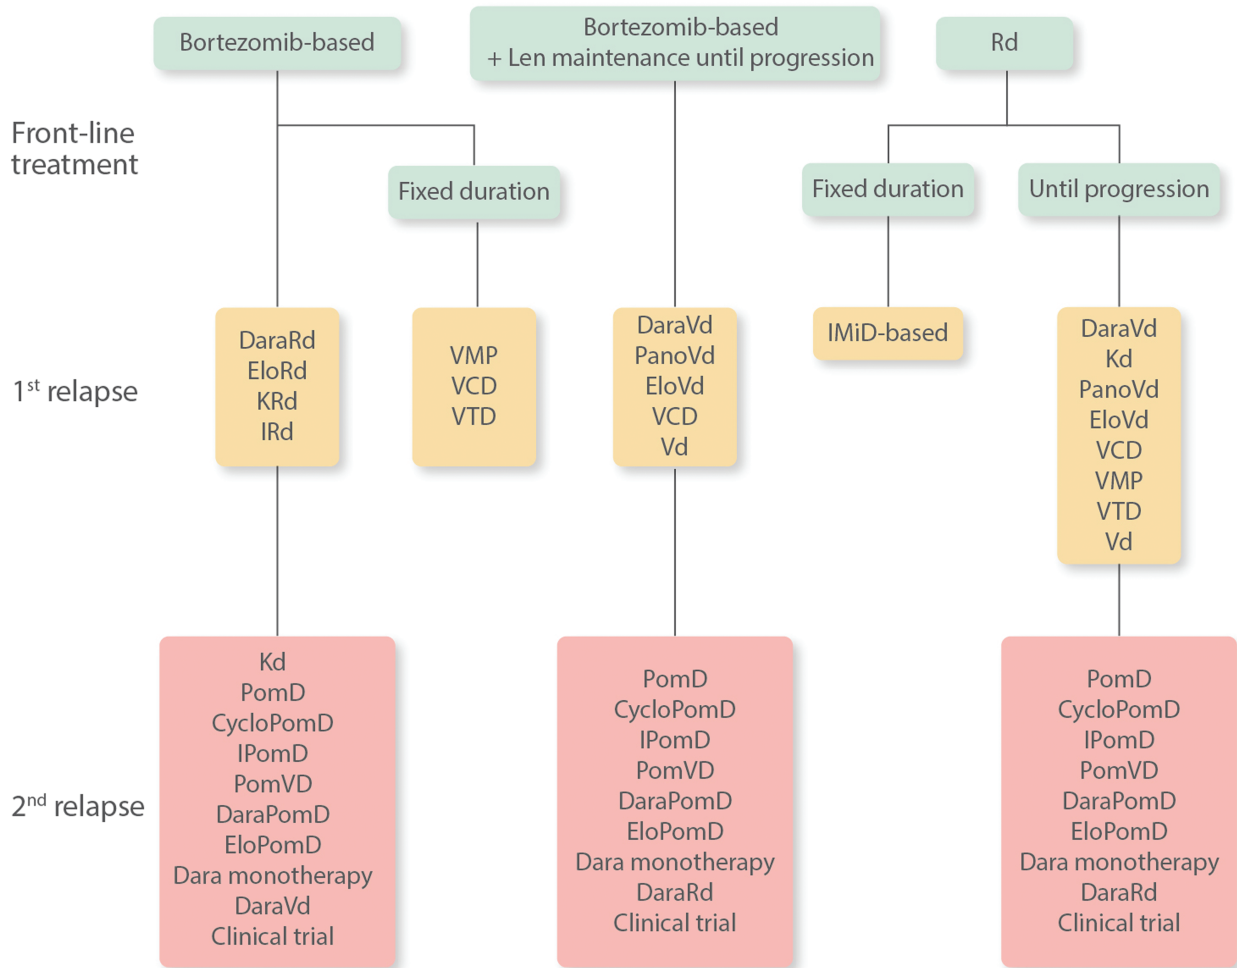 Bortezomib-based
Bortezomib-based
+ Len maintenance until progression
Rd
Front-line
treatment
Fixed duration
Fixed duration
Until progression
1st relapse
DaraRd
EloRd
KRd
IRd
VMP
VCD
VTD
DaraVd
PanoVd
EloVd
VCD
Vd
IMiD-based
DaraVd
Kd
PanoVd
EloVd
VCD
VMP
VTD
Vd
2nd relapse
Kd
PomD
CycloPomD
IPomD
PomVD
DaraPomD
EloPomD
Dara monotherapy
DaraVd
Clinical trial
PomD
CycloPomD
IPomD
PomVD
DaraPomD
EloPomD
Dara monotherapy
DaraRd
Clinical trial
PomD
CycloPomD
IPomD
PomVD
DaraPomD
EloPomD
Dara monotherapy
DaraRd
Clinical trial